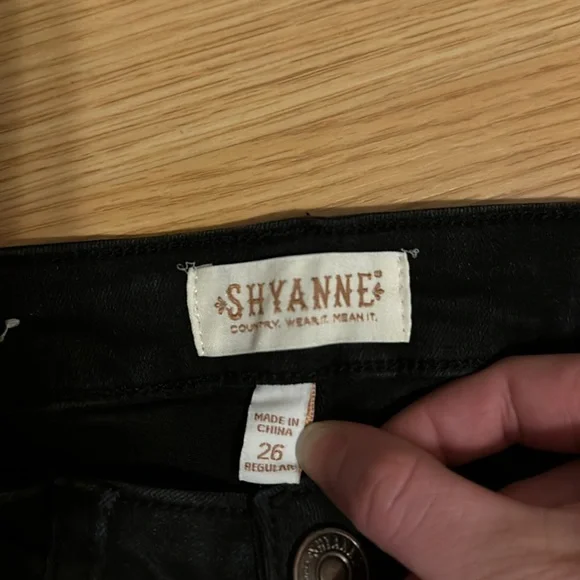 SHYANNE
COUNTRY. WEAR IT. MEAN IT.
MADE IN
CHINA
26
REGULAR